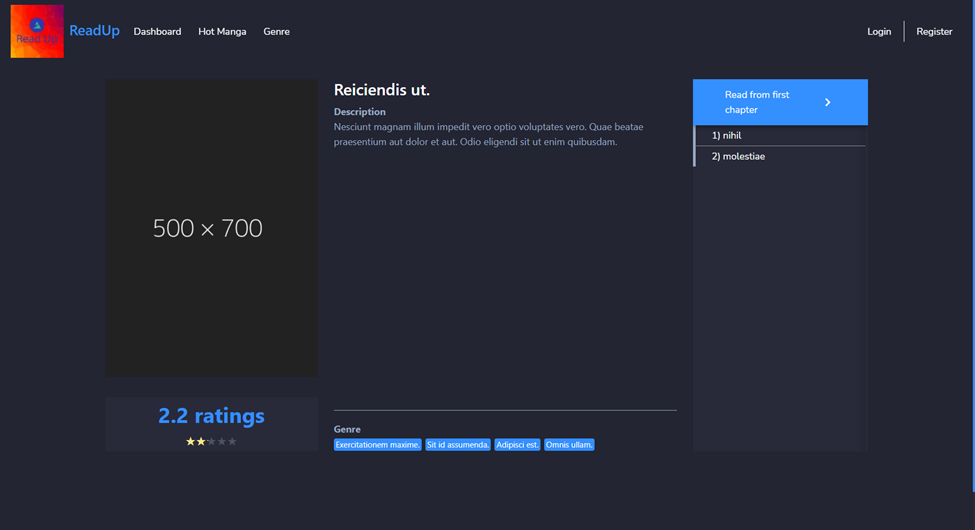 Read Up
ReadUp
Dashboard
Hot Manga
Genre
Login
Register
500 × 700
2.2 ratings
Reiciendis ut.
Description
Nesciunt magnam illum impedit vero optio voluptates vero. Quae beatae
praesentium aut dolor et aut. Odio eligendi sit ut enim quibusdam.
Genre
Exercitationem maxime.
Sit id assumenda.
Adipisci est.
Omnis ullam.
Read from first
chapter
1) nihil
2) molestiae